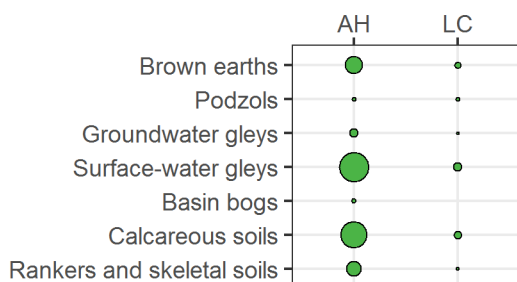 AH LC
Brown earths
Podzols
Groundwater gleys
Surface-water gleys
Basin bogs
Calcareous soils
Rankers and skeletal soils